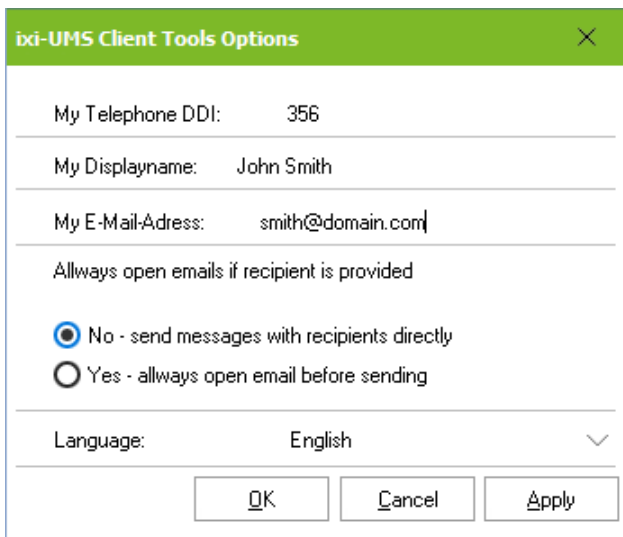 ixi-UMS Client Tools Options
My Telephone DDI: 356
My Displayname: John Smith
My E-Mail-Adress: smith@domain.com
Allways open emails if recipient is provided
No - send messages with recipients directly
Yes - allways open email before sending
Language: English
OK Cancel Apply